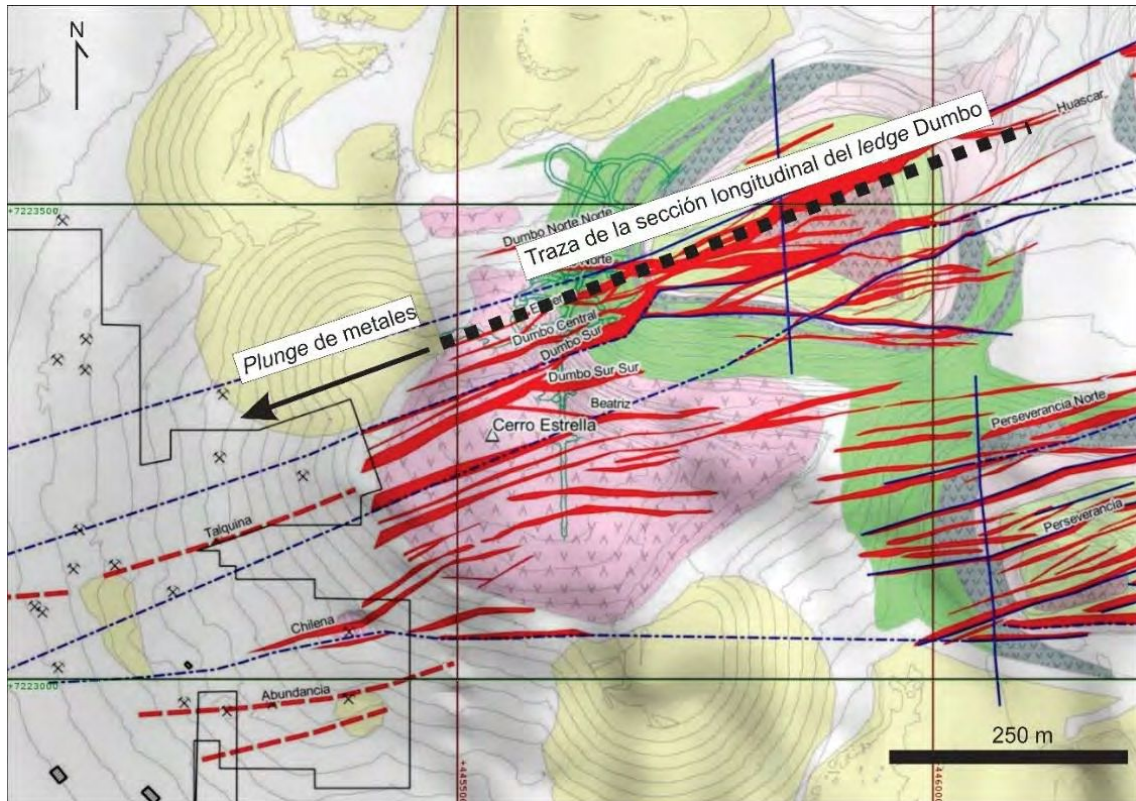 N
Huascar
Traza de la sección longitudinal del ledge Dumbo
+7223500
Dumbo Norte Norte
Norte
Plunge de metales
Dumbo Central
Dumbo Sur
Dumbo Sur Sur
Beatriz
Cerro Estrella
Perseverancia Norte
Perseverancia
Talquina
Chilena
+7223000
Abundancia
250 m